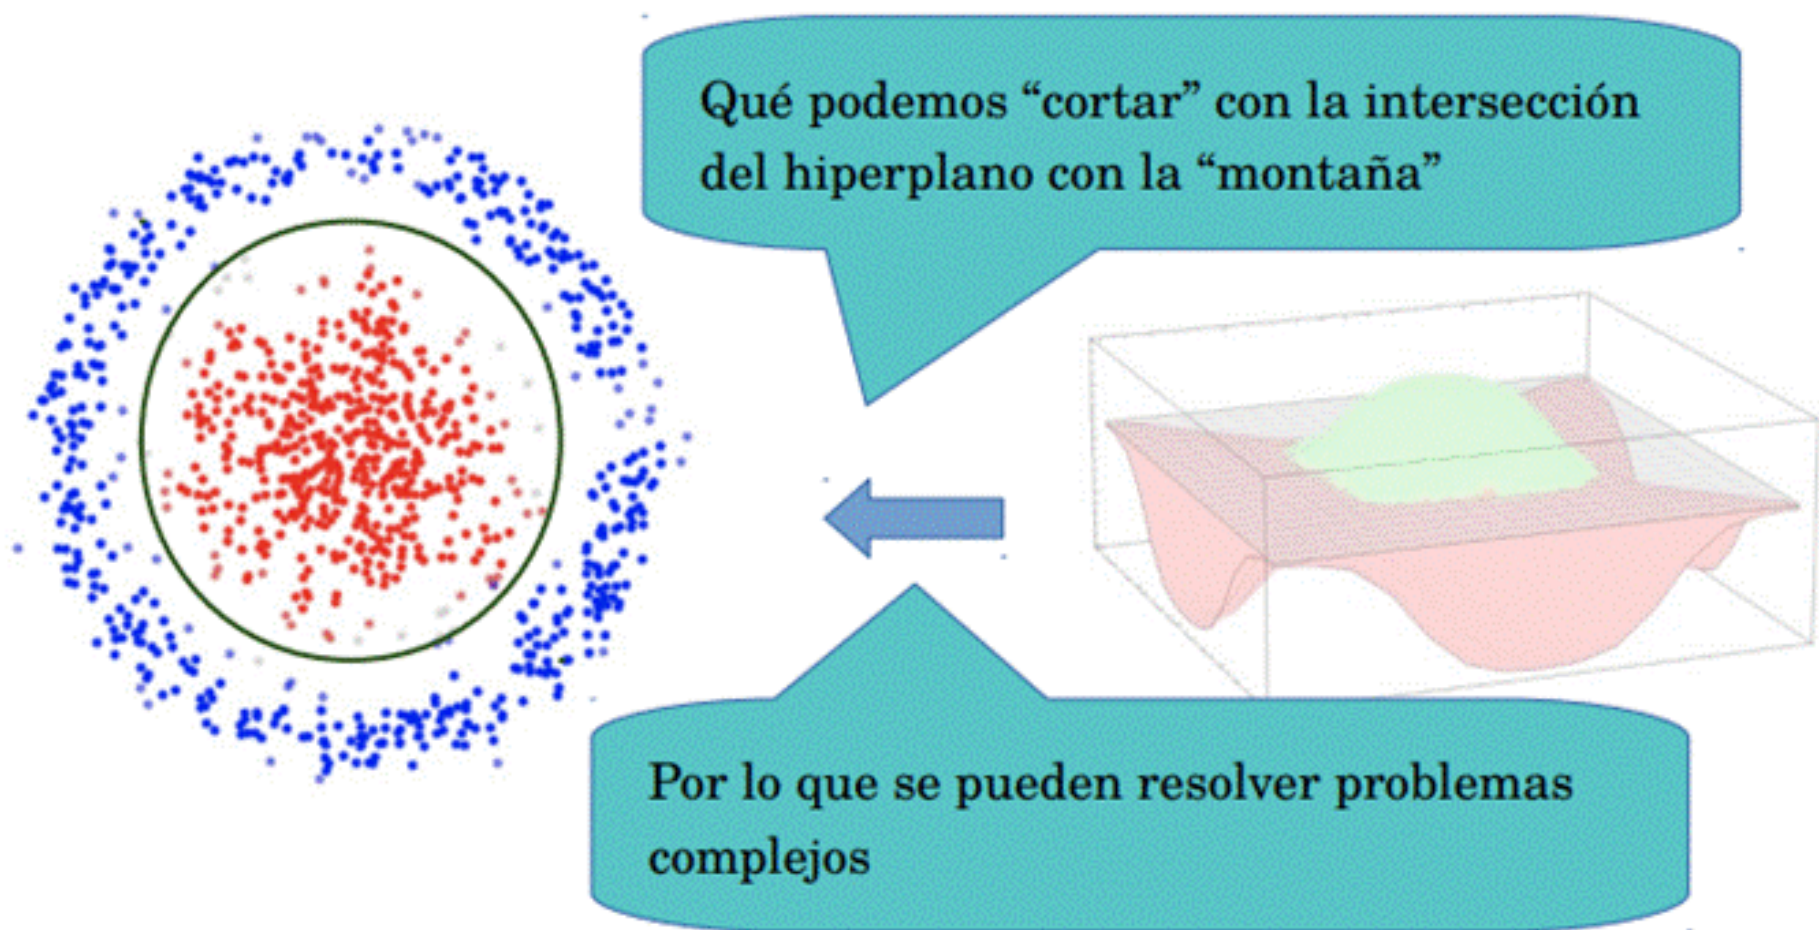 Qué podemos “cortar” con la intersección
del hiperplano con la “montaña”
Por lo que se pueden resolver problemas
complejos